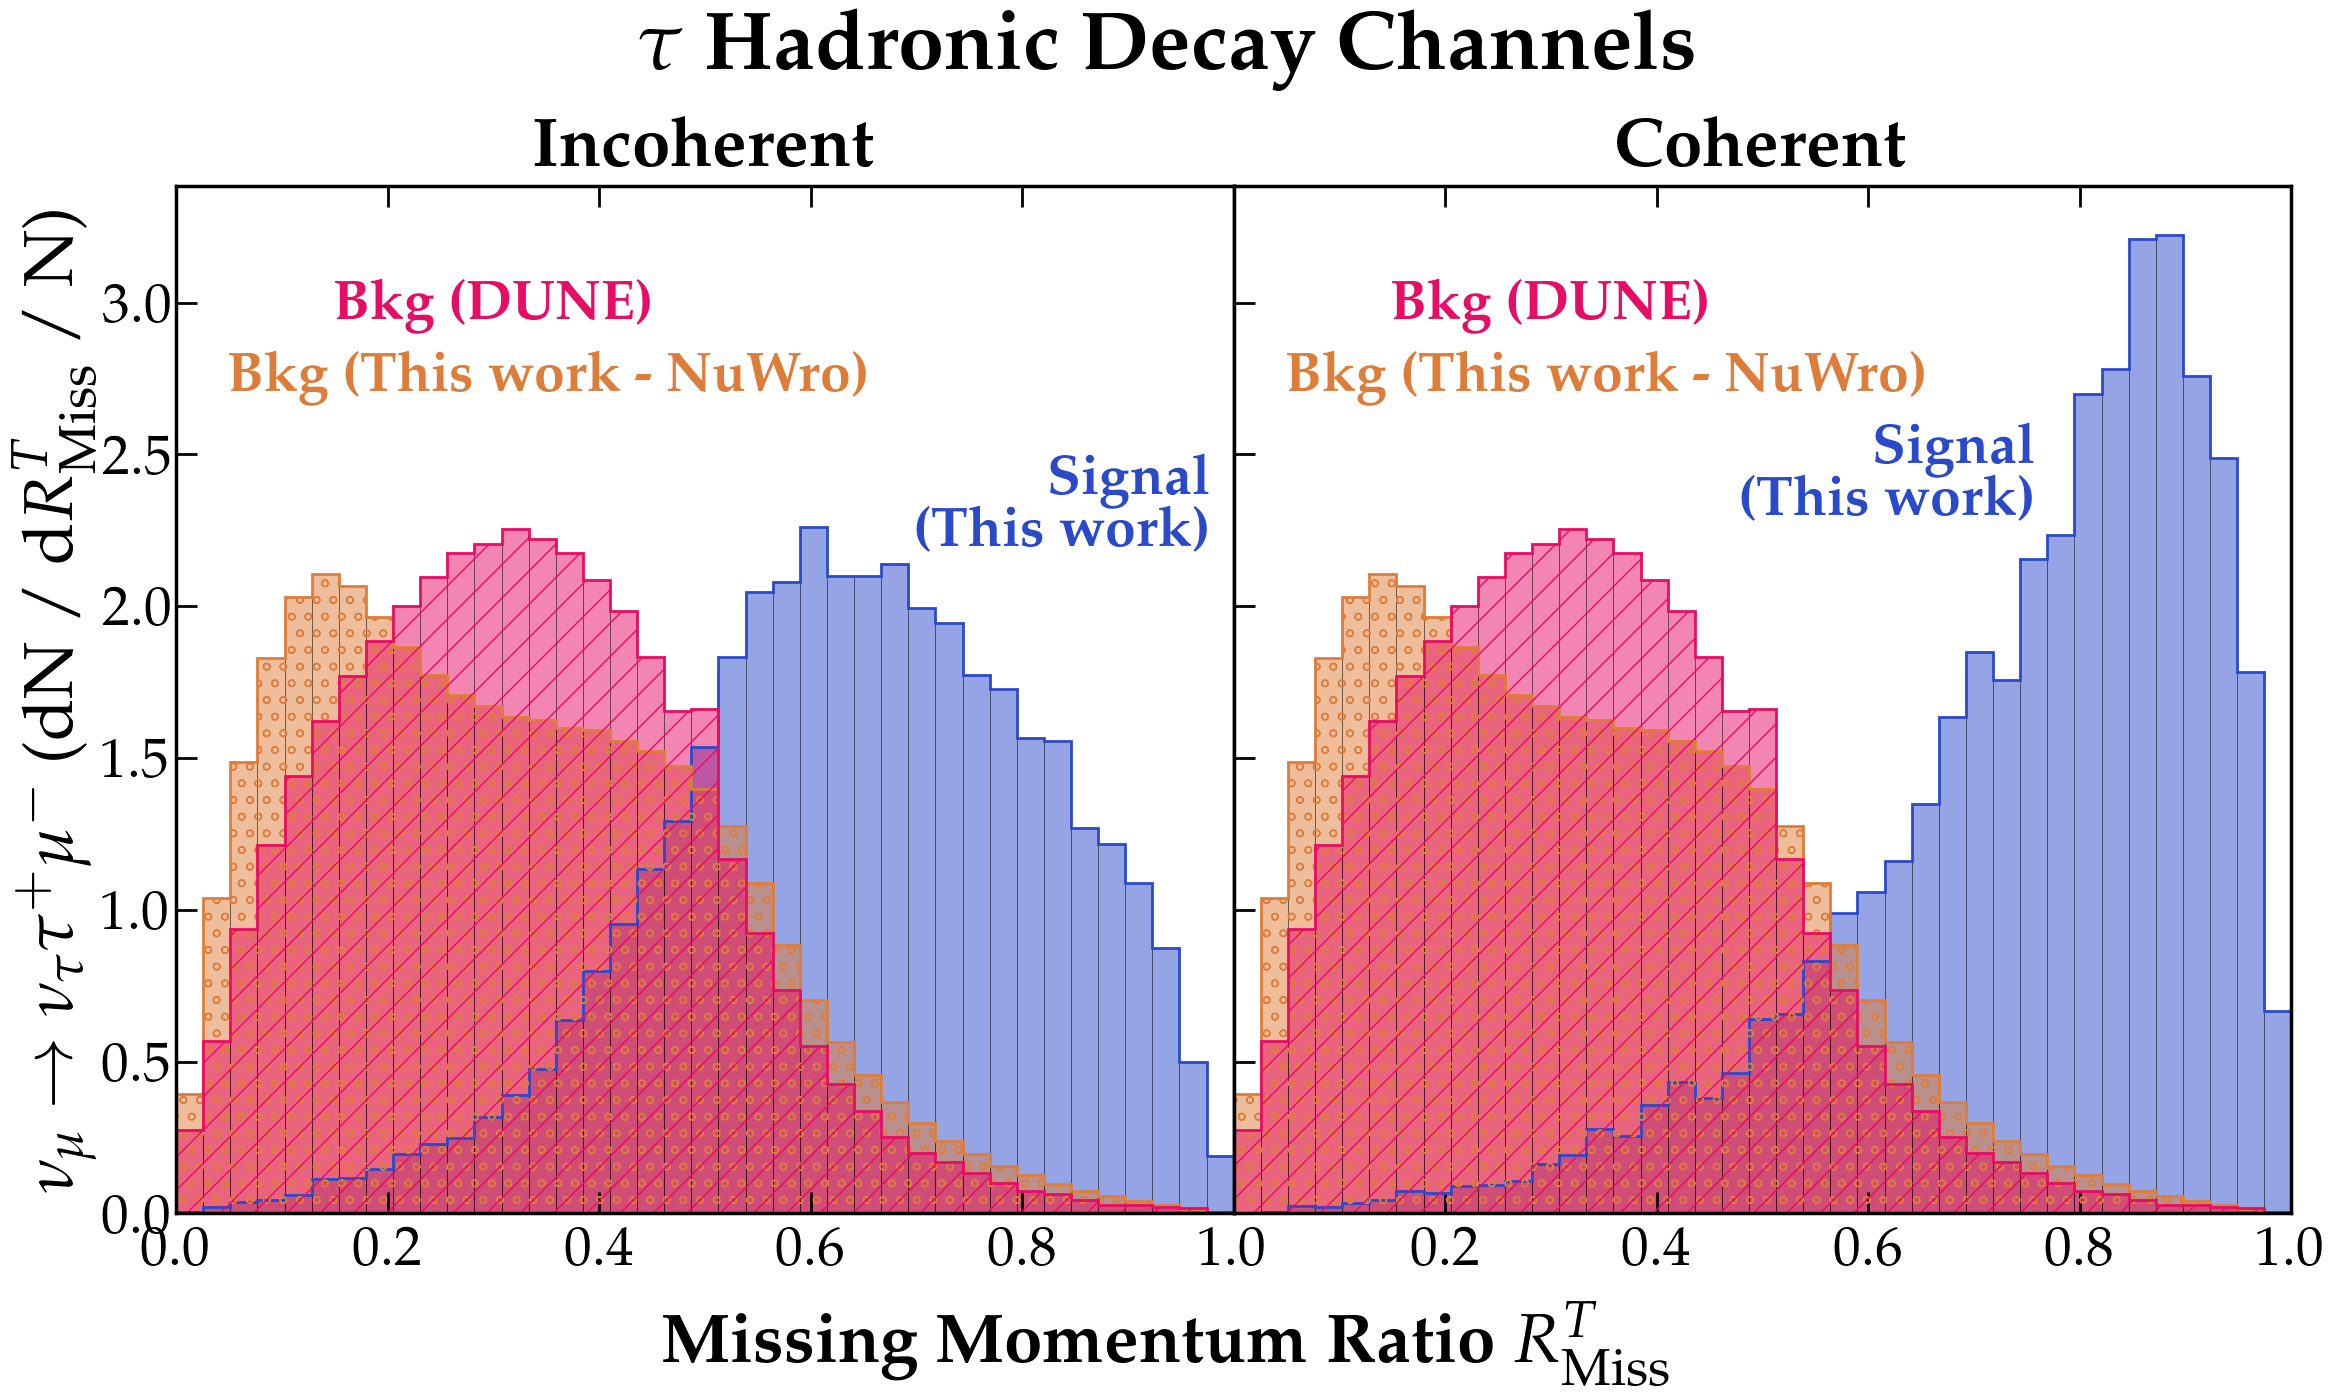 τ Hadronic Decay Channels
Incoherent
Coherent
ν_μ → ν_τ τ⁺ μ⁻ (dN / dR^T_Miss / N)
3.0
2.5
2.0
1.5
1.0
0.5
0.0
Bkg (DUNE)
Bkg (This work - NuWro)
Signal
(This work)
Bkg (DUNE)
Bkg (This work - NuWro)
Signal
(This work)
0.0 0.2 0.4 0.6 0.8 1.0 0.2 0.4 0.6 0.8 1.0
Missing Momentum Ratio R^T_Miss